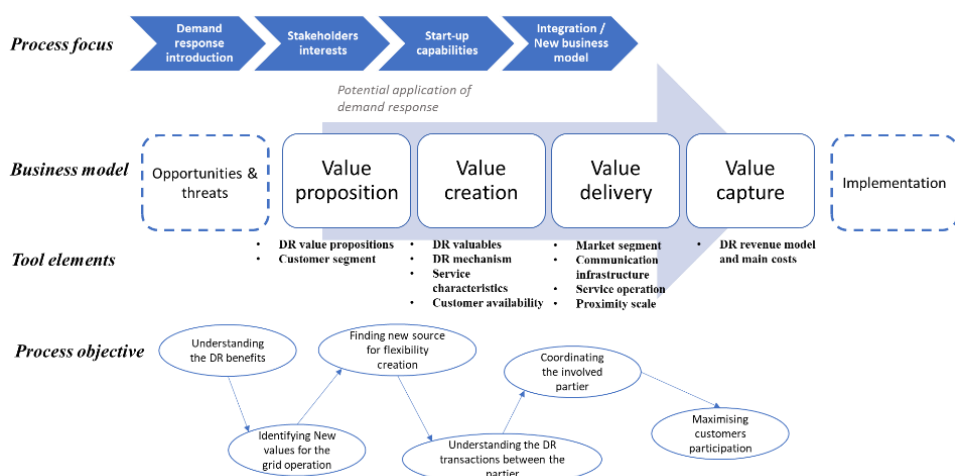 Process focus
Demand
response
introduction
Stakeholders
interests
Start-up
capabilities
Integration /
New business
model
Potential application of
demand response
Business model
Opportunities &
threats
Value
proposition
Value
creation
Value
delivery
Value
capture
Implementation
Tool elements
• DR value propositions
• Customer segment
• DR valuables
• DR mechanism
• Service
characteristics
• Customer availability
• Market segment
• Communication
infrastructure
• Service operation
• Proximity scale
• DR revenue model
and main costs
Process objective
Understanding
the DR benefits
Identifying New
values for the
grid operation
Finding new source
for flexibility
creation
Understanding the DR
transactions between the
partier
Coordinating
the involved
partier
Maximising
customers
participation